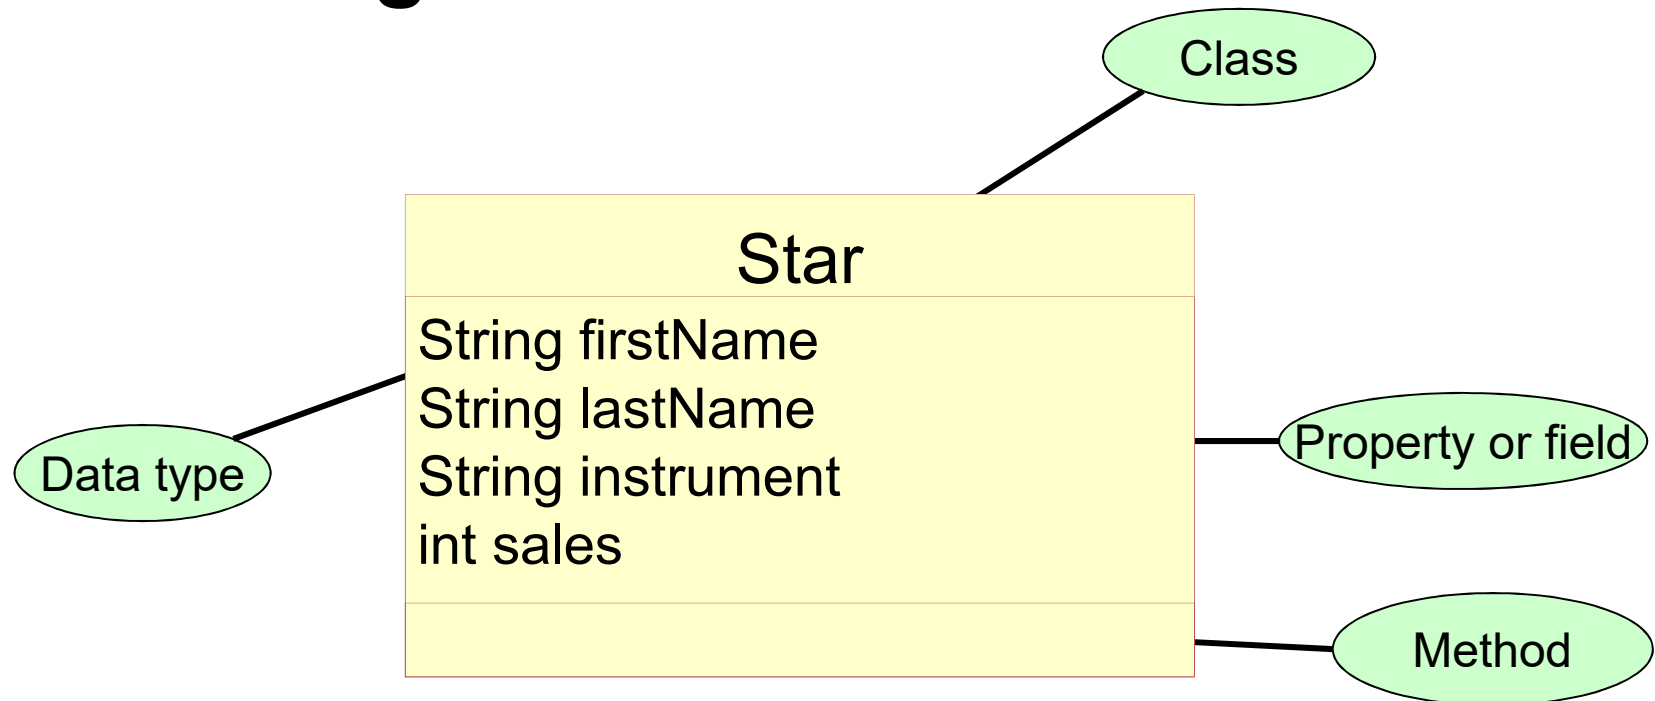 Class
Star
String firstName
String lastName
String instrument
int sales
Data type
Property or field
Method